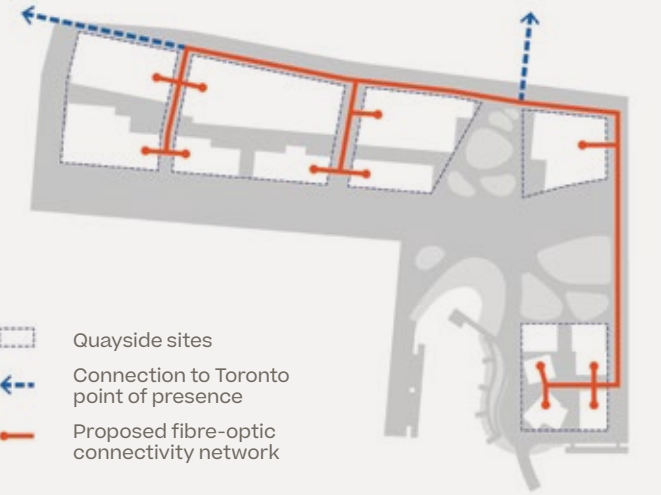 Quayside sites
Connection to Toronto
point of presence
Proposed fibre-optic
connectivity network